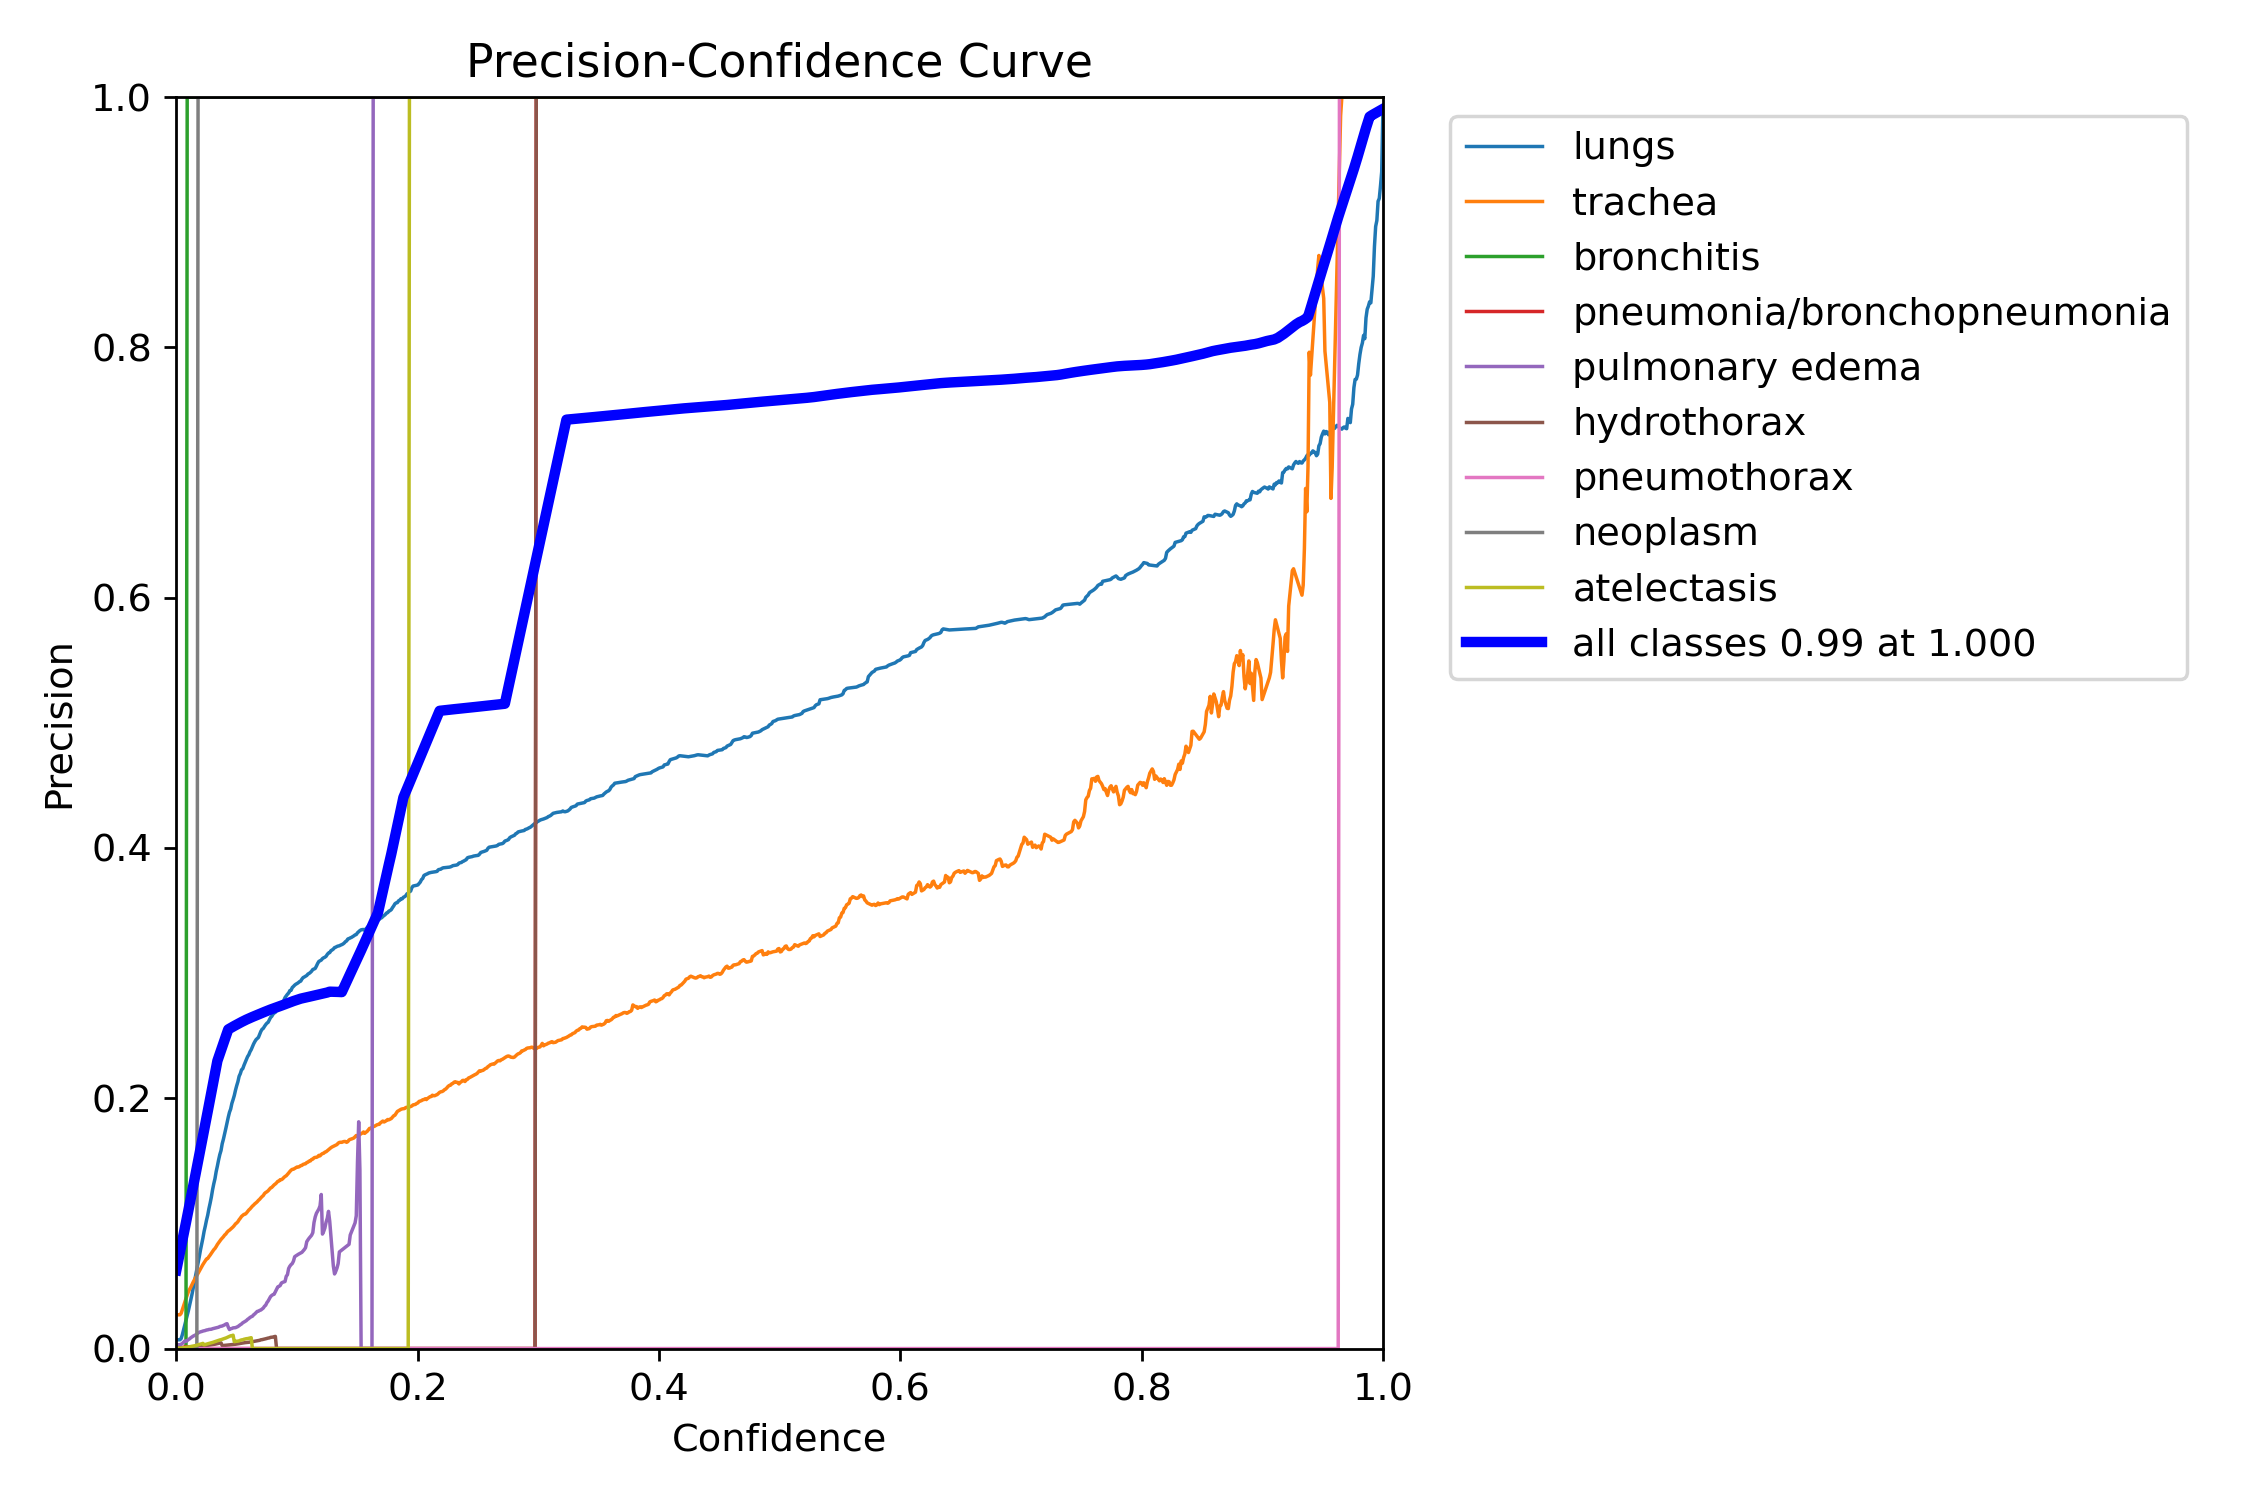 Precision-Confidence Curve
1.0
0.8
0.6
0.4
0.2
0.0
Precision
0.0 0.2 0.4 0.6 0.8 1.0
Confidence
lungs
trachea
bronchitis
pneumonia/bronchopneumonia
pulmonary edema
hydrothorax
pneumothorax
neoplasm
atelectasis
all classes 0.99 at 1.000